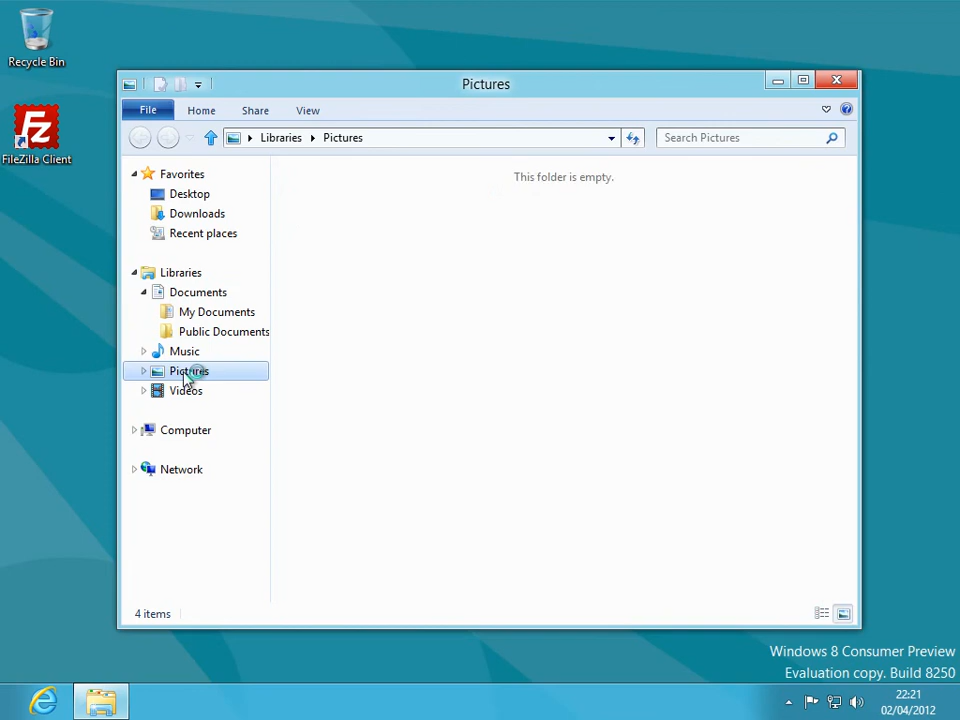 Recycle Bin
FileZilla Client
Pictures
File Home Share View
Libraries Pictures
Search Pictures
This folder is empty.
Favorites
Desktop
Downloads
Recent places
Libraries
Documents
My Documents
Public Documents
Music
Pictures
Videos
Computer
Network
4 items
Windows 8 Consumer Preview
Evaluation copy. Build 8250
22:21
02/04/2012